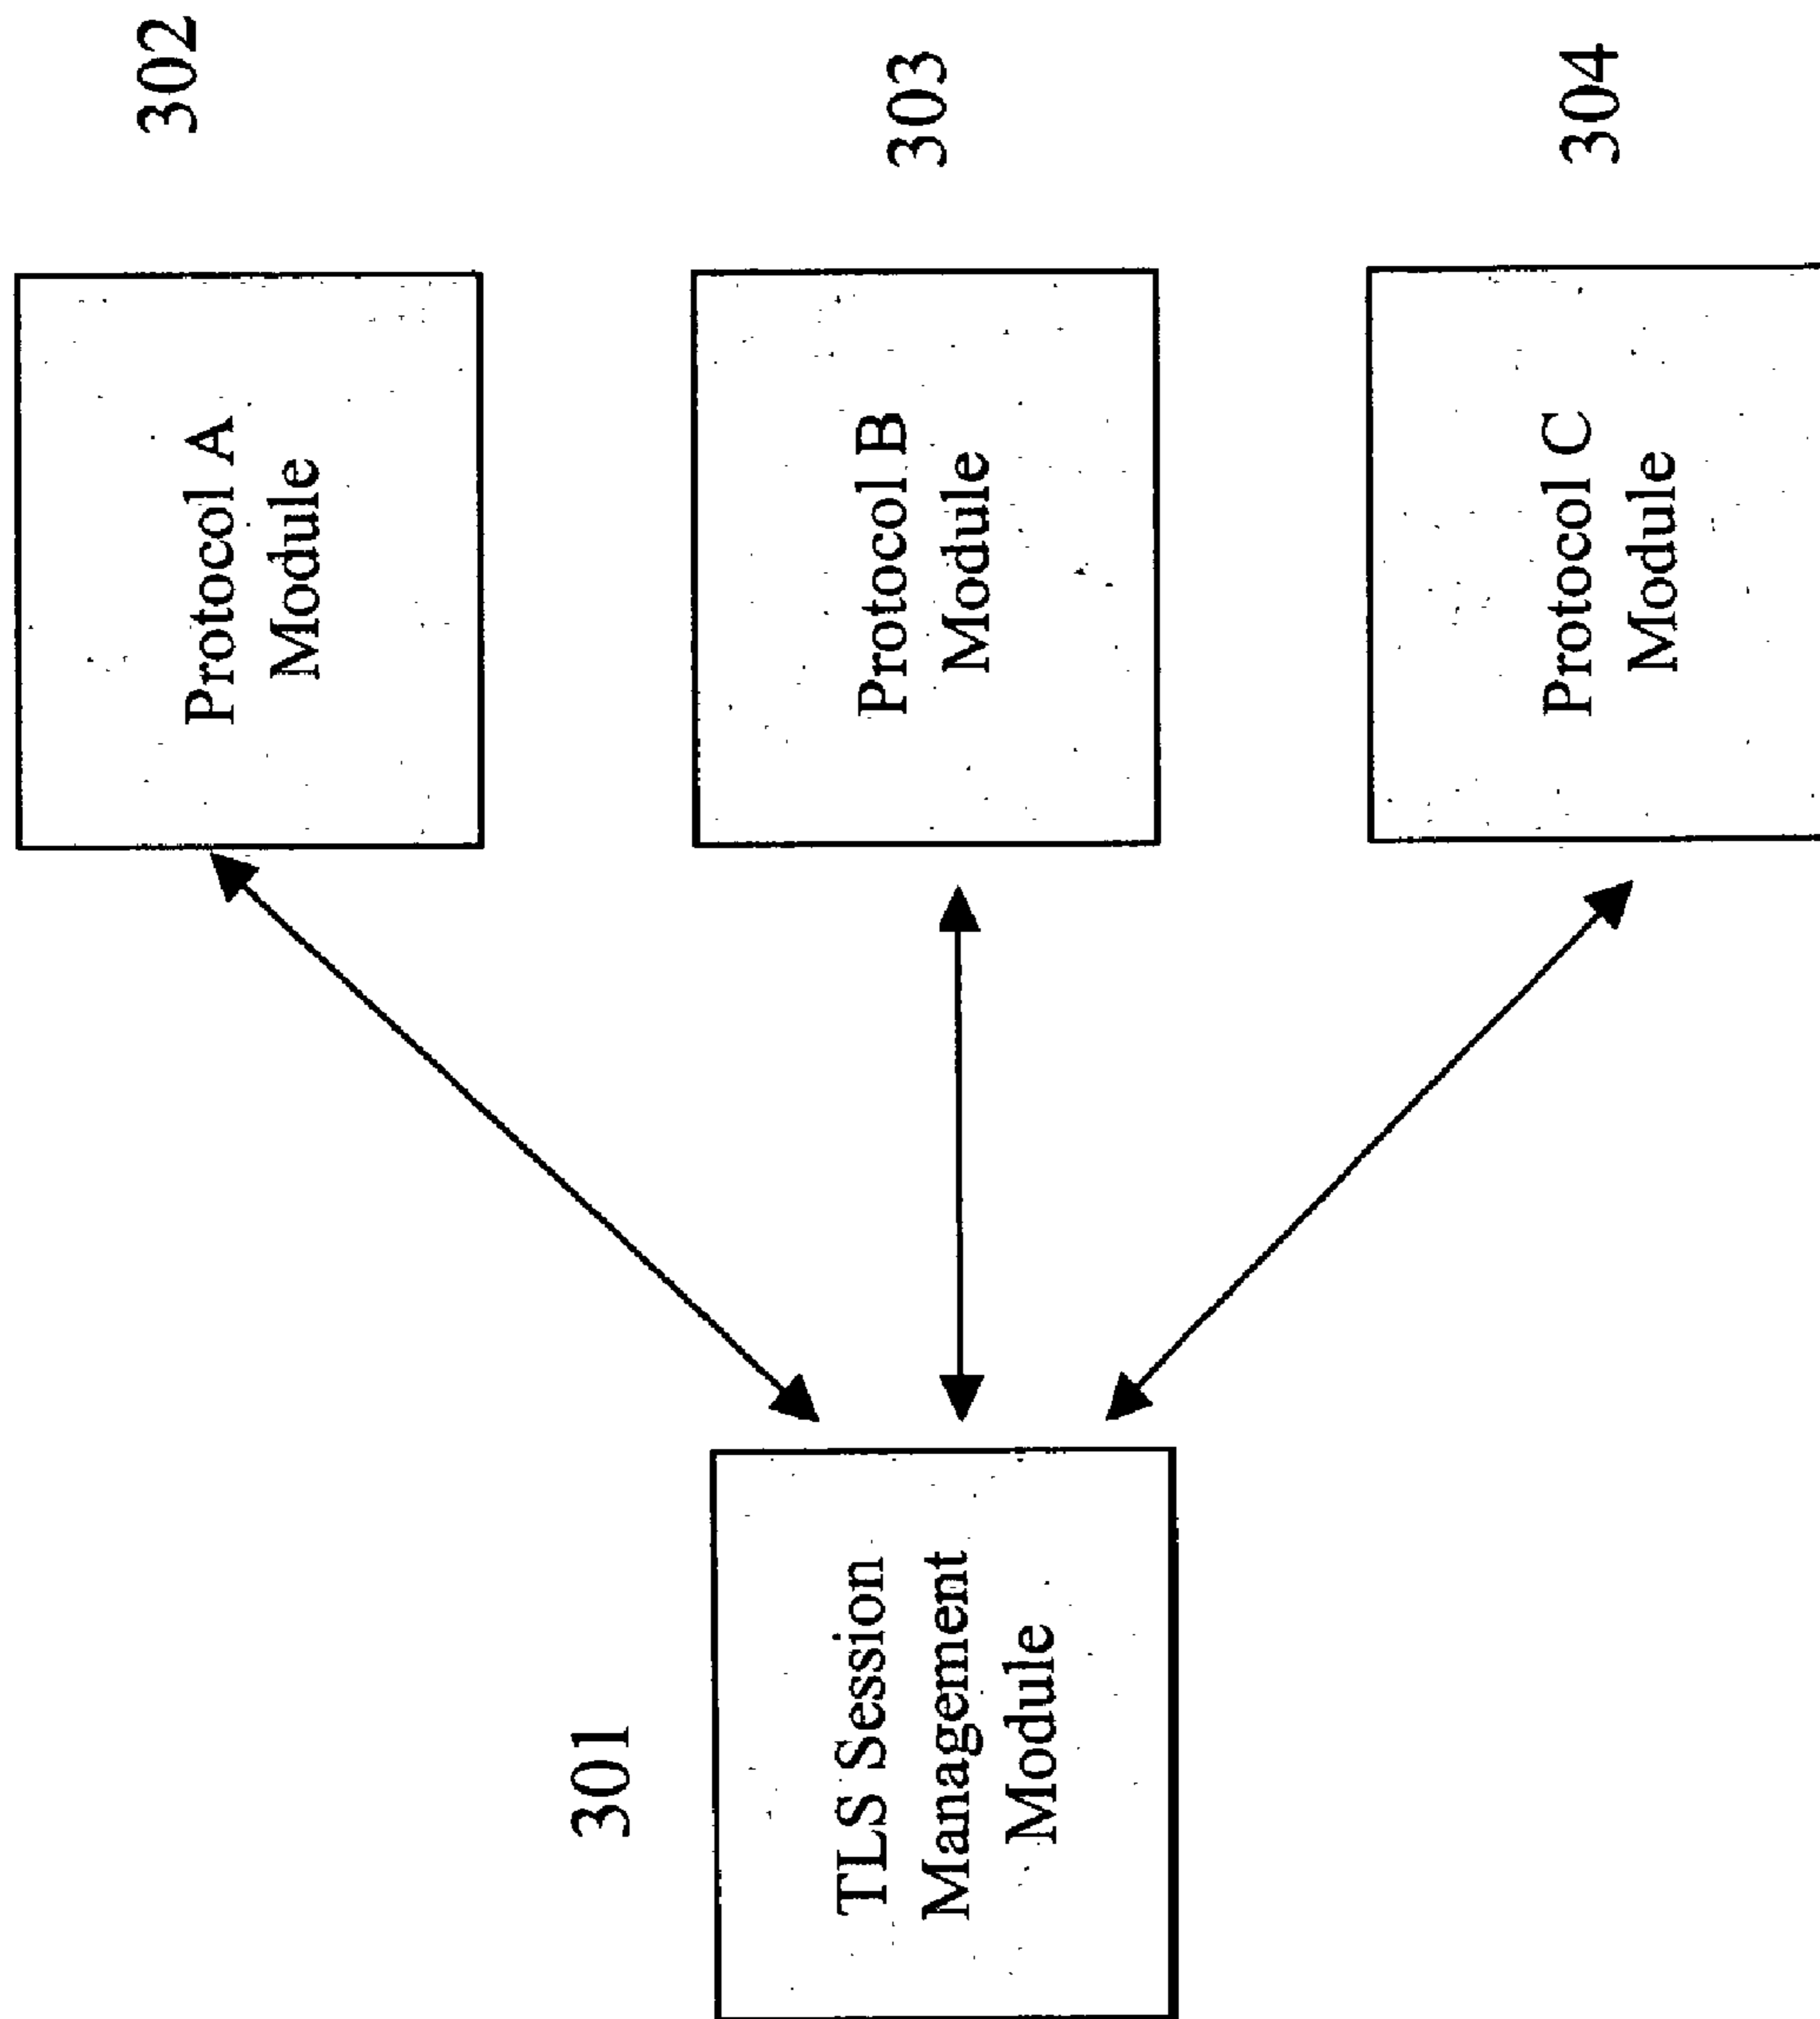 301
TLS Session
Management
Module
Protocol A
Module
302
Protocol B
Module
303
Protocol C
Module
304